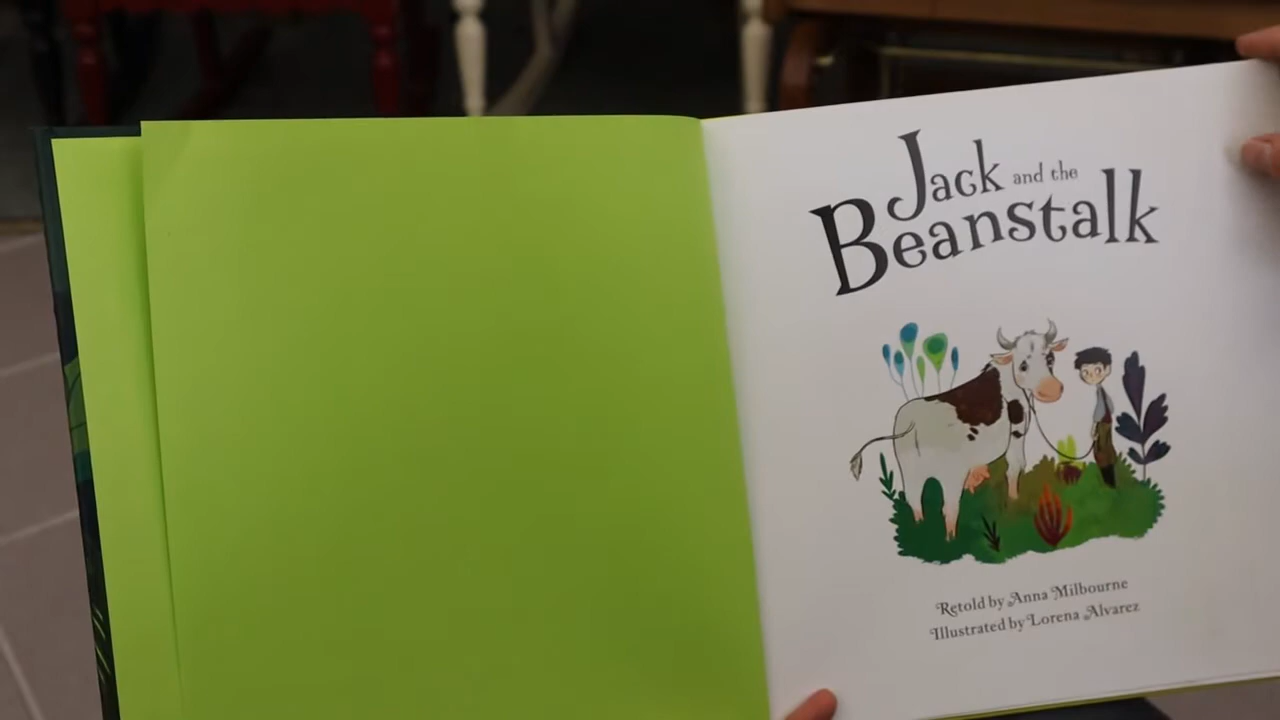 Jack and the
Beanstalk
Retold by Anna Milbourne
Illustrated by Lorena Alvarez